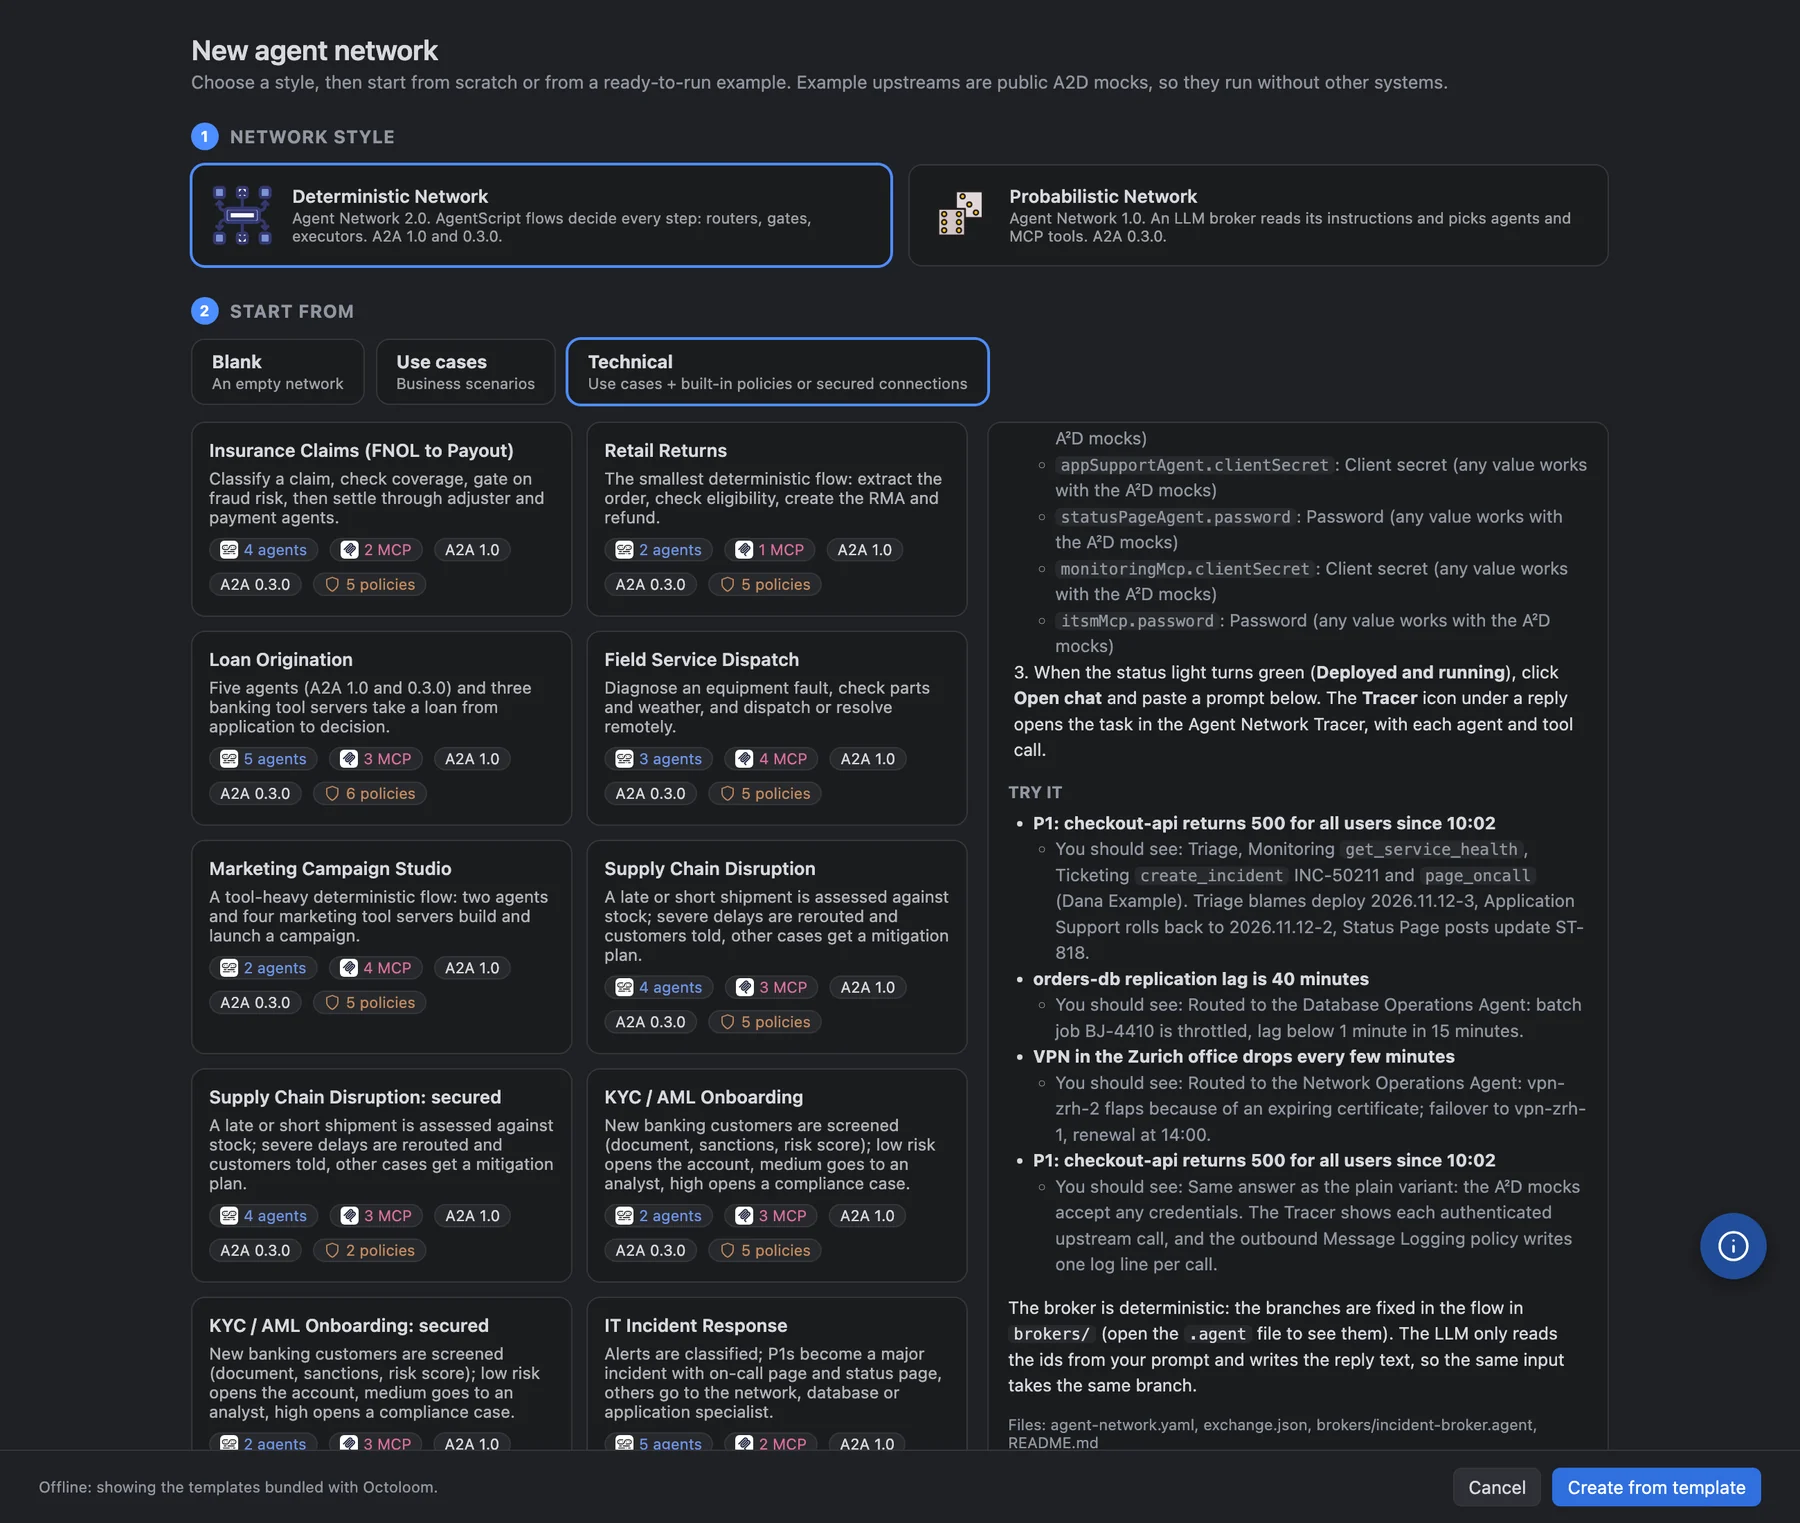 New agent network
Choose a style, then start from scratch or from a ready-to-run example. Example upstreams are public A2D mocks, so they run without other systems.
1 NETWORK STYLE
Deterministic Network
Agent Network 2.0. AgentScript flows decide every step: routers, gates,
executors. A2A 1.0 and 0.3.0.
Probabilistic Network
Agent Network 1.0. An LLM broker reads its instructions and picks agents and
MCP tools. A2A 0.3.0.
2 START FROM
Blank
An empty network
Use cases
Business scenarios
Technical
Use cases + built-in policies or secured connections
Insurance Claims (FNOL to Payout)
Classify a claim, check coverage, gate on
fraud risk, then settle through adjuster and
payment agents.
4 agents 2 MCP A2A 1.0
A2A 0.3.0 5 policies
Retail Returns
The smallest deterministic flow: extract the
order, check eligibility, create the RMA and
refund.
2 agents 1 MCP A2A 1.0
A2A 0.3.0 5 policies
Loan Origination
Five agents (A2A 1.0 and 0.3.0) and three
banking tool servers take a loan from
application to decision.
5 agents 3 MCP A2A 1.0
A2A 0.3.0 6 policies
Field Service Dispatch
Diagnose an equipment fault, check parts
and weather, and dispatch or resolve
remotely.
3 agents 4 MCP A2A 1.0
A2A 0.3.0 5 policies
Marketing Campaign Studio
A tool-heavy deterministic flow: two agents
and four marketing tool servers build and
launch a campaign.
2 agents 4 MCP A2A 1.0
A2A 0.3.0 5 policies
Supply Chain Disruption
A late or short shipment is assessed against
stock; severe delays are rerouted and
customers told, other cases get a mitigation
plan.
4 agents 3 MCP A2A 1.0
A2A 0.3.0 5 policies
Supply Chain Disruption: secured
A late or short shipment is assessed against
stock; severe delays are rerouted and
customers told, other cases get a mitigation
plan.
4 agents 3 MCP A2A 1.0
A2A 0.3.0 2 policies
KYC / AML Onboarding
New banking customers are screened
(document, sanctions, risk score); low risk
opens the account, medium goes to an
analyst, high opens a compliance case.
2 agents 3 MCP A2A 1.0
A2A 0.3.0 5 policies
KYC / AML Onboarding: secured
New banking customers are screened
(document, sanctions, risk score); low risk
opens the account, medium goes to an
analyst, high opens a compliance case.
2 agents 3 MCP A2A 1.0
IT Incident Response
Alerts are classified; P1s become a major
incident with on-call page and status page,
others go to the network, database or
application specialist.
5 agents 2 MCP A2A 1.0
A²D mocks)
appSupportAgent.clientSecret: Client secret (any value works
with the A²D mocks)
statusPageAgent.password: Password (any value works with
the A²D mocks)
monitoringMcp.clientSecret: Client secret (any value works
with the A²D mocks)
itsmMcp.password: Password (any value works with the A²D
mocks)
3. When the status light turns green (Deployed and running), click
Open chat and paste a prompt below. The Tracer icon under a reply
opens the task in the Agent Network Tracer, with each agent and tool
call.
TRY IT
• P1: checkout-api returns 500 for all users since 10:02
You should see: Triage, Monitoring get_service_health,
Ticketing create_incident INC-50211 and page_oncall
(Dana Example). Triage blames deploy 2026.11.12-3, Application
Support rolls back to 2026.11.12-2, Status Page posts update ST-
818.
• orders-db replication lag is 40 minutes
You should see: Routed to the Database Operations Agent: batch
job BJ-4410 is throttled, lag below 1 minute in 15 minutes.
• VPN in the Zurich office drops every few minutes
You should see: Routed to the Network Operations Agent: vpn-
zrh-2 flaps because of an expiring certificate; failover to vpn-zrh-
1, renewal at 14:00.
• P1: checkout-api returns 500 for all users since 10:02
You should see: Same answer as the plain variant: the A²D mocks
accept any credentials. The Tracer shows each authenticated
upstream call, and the outbound Message Logging policy writes
one log line per call.
The broker is deterministic: the branches are fixed in the flow in
brokers/ (open the .agent file to see them). The LLM only reads
the ids from your prompt and writes the reply text, so the same input
takes the same branch.
Files: agent-network.yaml, exchange.json, brokers/incident-broker.agent,
README.md
Offline: showing the templates bundled with Octoloom.
Cancel
Create from template